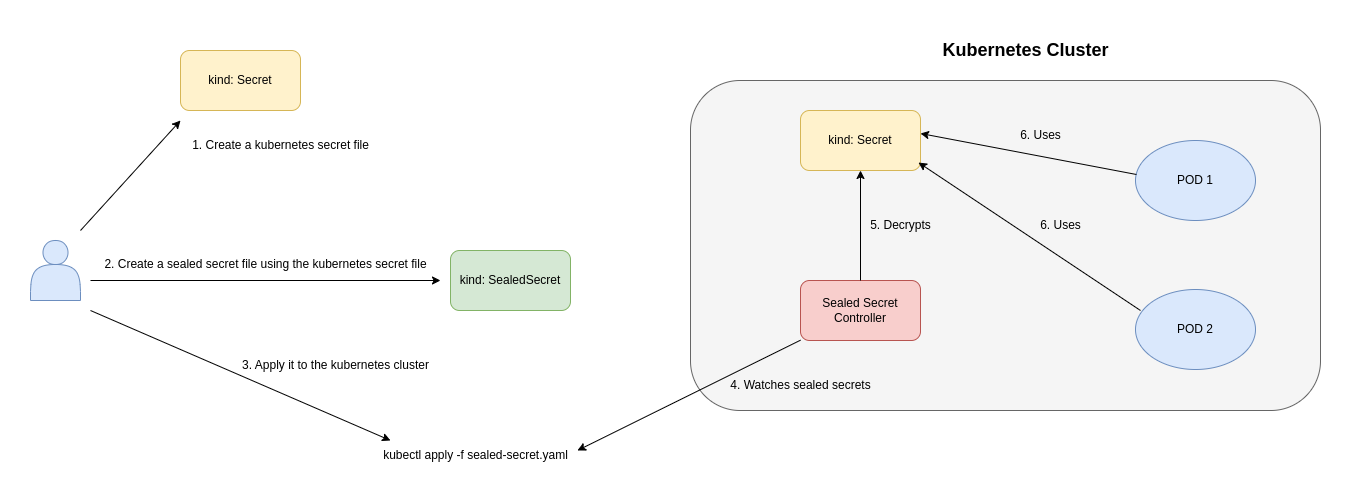 Kubernetes Cluster
kind: Secret
1. Create a kubernetes secret file
2. Create a sealed secret file using the kubernetes secret file
kind: SealedSecret
3. Apply it to the kubernetes cluster
kubectl apply -f sealed-secret.yaml
4. Watches sealed secrets
Sealed Secret
Controller
5. Decrypts
kind: Secret
6. Uses
POD 1
6. Uses
POD 2